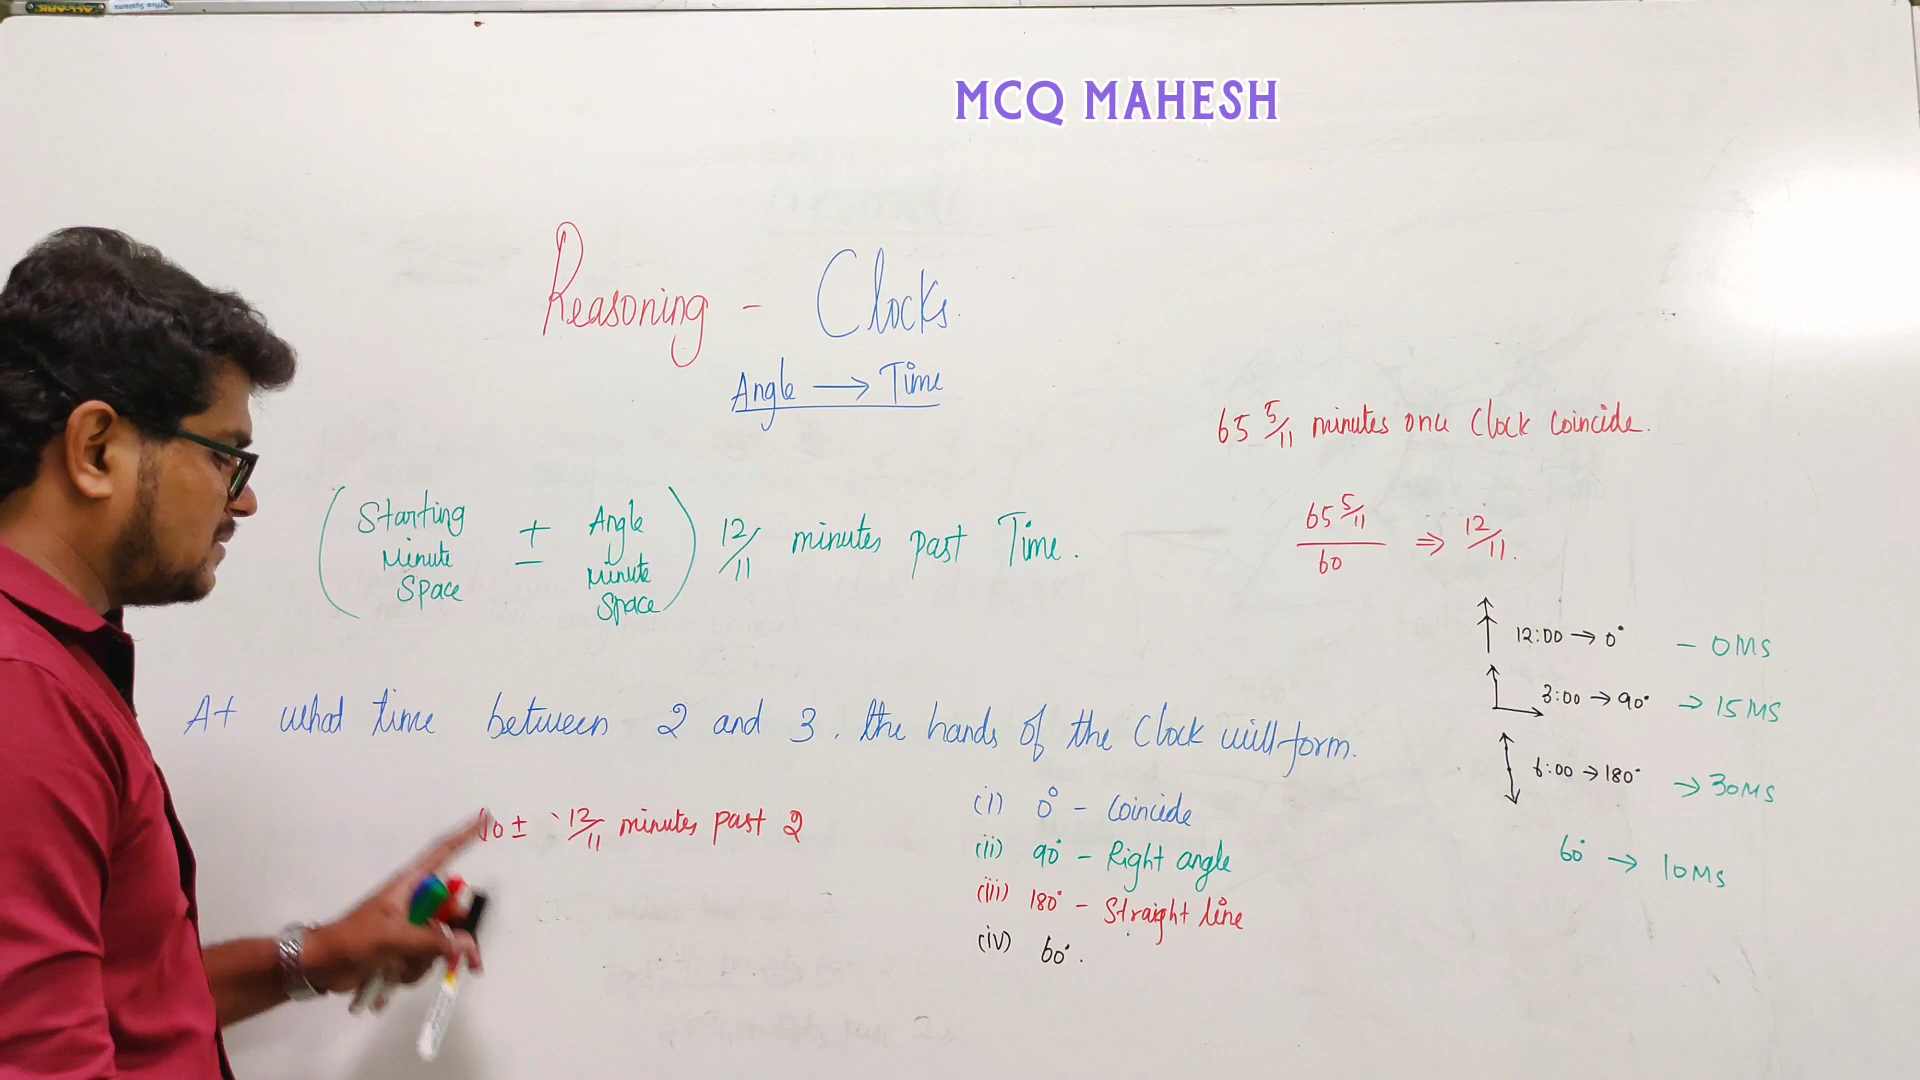 MCQ MAHESH
Reasoning - Clocks.
Angle → Time
65 5/11 minutes once Clock Coincide.
(Starting Minute Space ± Angle Minute Space) 12/11 minutes past Time.
65 5/11 / 60 ⇒ 12/11.
12:00 → 0° - 0MS
3:00 → 90° → 15MS
6:00 → 180° → 30MS
60° → 10MS
At what time between 2 and 3. the hands of the Clock will form.
10 ± 12/11 minutes past 2
(i) 0° - Coincide
(ii) 90° - Right angle
(iii) 180° - Straight line
(iv) 60°.